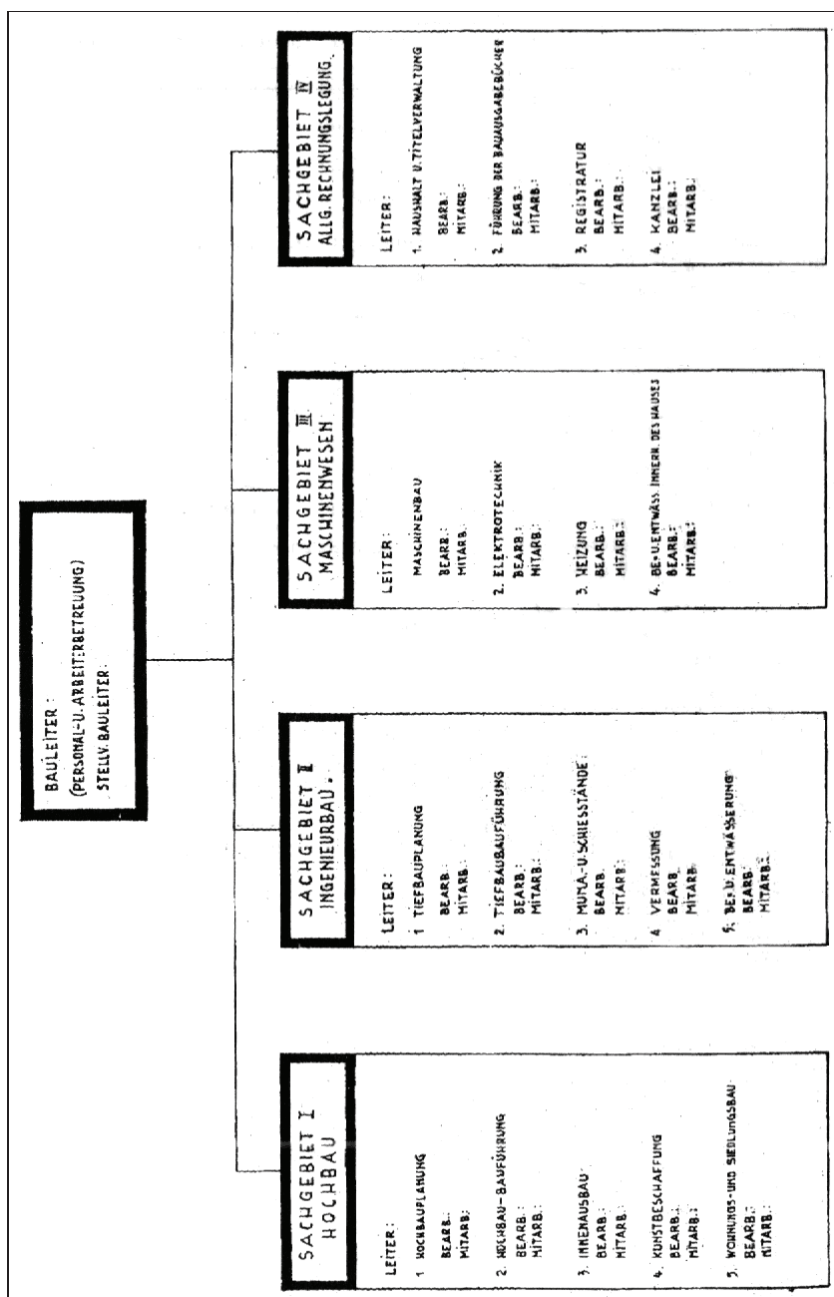 BAULEITER:
(PERSONAL-U. ARBEITERBETREUUNG)
STELLV. BAULEITER:
SACHGEBIET I
HOCHBAU
LEITER:
1 HOCHBAUPLANUNG
BEARB.:
MITARB.:
2. HOCHBAU-BAUFÜHRUNG
BEARB.:
MITARB.:
3. INNENAUSBAU
BEARB.:
MITARB.:
4. KUNSTBESCHAFFUNG
BEARB.:
MITARB.:
5. WOHNUNGS-UND SIEDLUNGSBAU
BEARB.:
MITARB.:
SACHGEBIET II
INGENIEURBAU.
LEITER:
1 TIEFBAUPLANUNG
BEARB.:
MITARB.:
2. TIEFBAUBAUFÜHRUNG
BEARB.:
MITARB.:
3. MUNA.-U. SCHIESSTÄNDE:
BEARB.
MITARB.:
4 VERMESSUNG
BEARB.
MITARB.
5. BE-U. ENTWÄSSERUNG
BEARB.:
MITARB.:
SACHGEBIET III
MASCHINENWESEN
LEITER:
MASCHINENBAU
BEARB.:
MITARB.:
2. ELEKTROTECHNIK
BEARB.:
MITARB.:
3. HEIZUNG
BEARB.:
MITARB.:
4. BE-U. ENTWÄSS. INNERH. DES HAUSES
BEARB.:
MITARB.:
SACHGEBIET IV
ALLG. RECHNUNGSLEGUNG.
LEITER:
1. HAUSHALT U. TITELVERWALTUNG
BEARB.:
MITARB.:
2. FÜHRUNG DER BAUAUSGABEBÜCHER
BEARB.:
MITARB.:
3. REGISTRATUR
BEARB.:
MITARB.:
4. KANZLEI
BEARB.:
MITARB.: